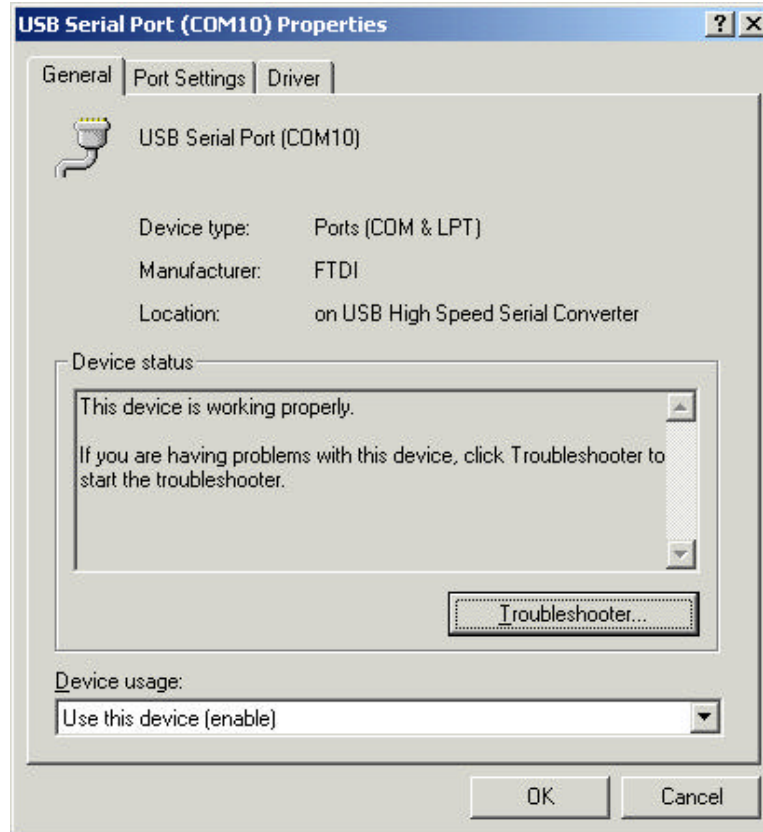 USB Serial Port (COM10) Properties
General Port Settings Driver
USB Serial Port (COM10)
Device type: Ports (COM & LPT)
Manufacturer: FTDI
Location: on USB High Speed Serial Converter
Device status
This device is working properly.
If you are having problems with this device, click Troubleshooter to
start the troubleshooter.
Troubleshooter...
Device usage:
Use this device (enable)
OK Cancel